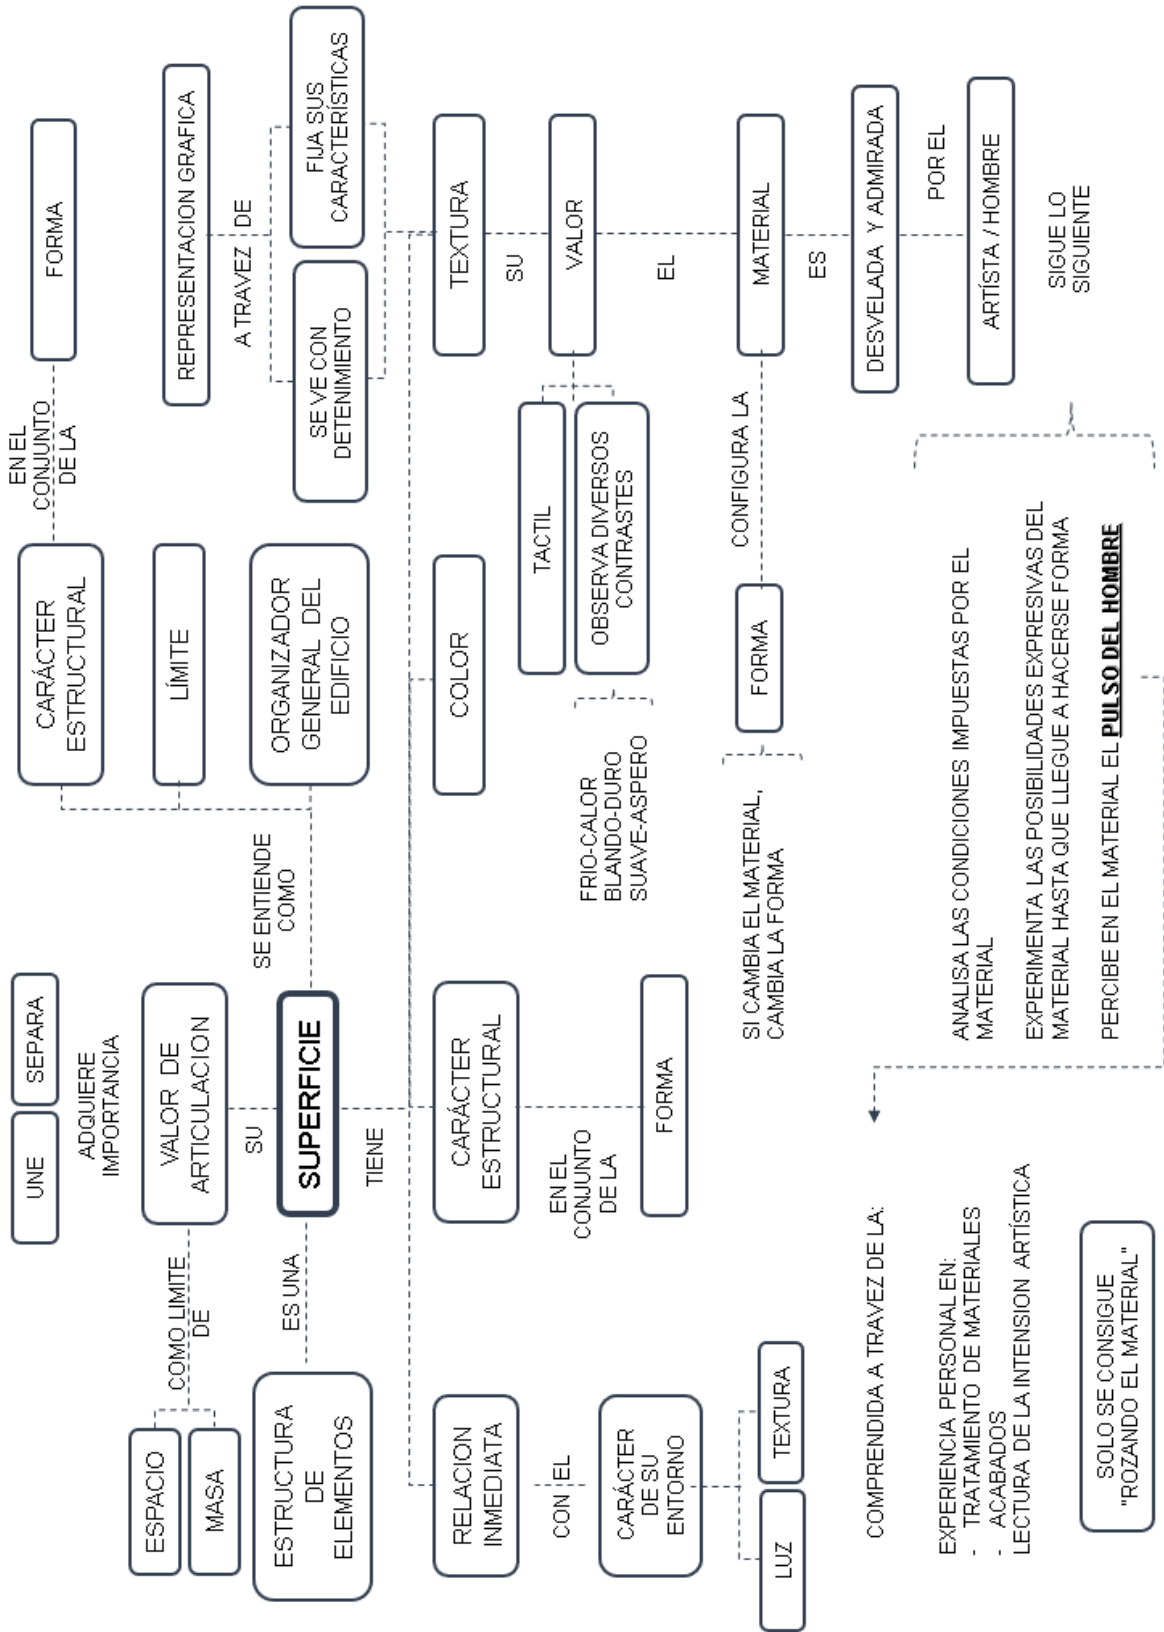 UNE
SEPARA
ADQUIERE
IMPORTANCIA
EN EL
CONJUNTO
DE LA
CARÁCTER
ESTRUCTURAL
FORMA
ESPACIO
MASA
COMO LIMITE
DE
VALOR DE
ARTICULACION
LÍMITE
REPRESENTACION GRAFICA
A TRAVEZ DE
SU
SE ENTIENDE
COMO
ORGANIZADOR
GENERAL DEL
EDIFICIO
SE VE CON
DETENIMIENTO
FIJA SUS
CARACTERÍSTICAS
ESTRUCTURA
DE
ELEMENTOS
ES UNA
SUPERFICIE
TIENE
RELACION
INMEDIATA
CARÁCTER
ESTRUCTURAL
COLOR
TEXTURA
CON EL
EN EL
CONJUNTO
DE LA
SU
TACTIL
VALOR
CARÁCTER
DE SU
ENTORNO
FORMA
FRIO-CALOR
BLANDO-DURO
SUAVE-ASPERO
OBSERVA DIVERSOS
CONTRASTES
EL
LUZ
TEXTURA
SI CAMBIA EL MATERIAL,
CAMBIA LA FORMA
FORMA
CONFIGURA LA
MATERIAL
ES
DESVELADA Y ADMIRADA
POR EL
ARTÍSTA / HOMBRE
SIGUE LO
SIGUIENTE
ANALISA LAS CONDICIONES IMPUESTAS POR EL
MATERIAL
EXPERIMENTA LAS POSIBILIDADES EXPRESIVAS DEL
MATERIAL HASTA QUE LLEGUE A HACERSE FORMA
PERCIBE EN EL MATERIAL EL PULSO DEL HOMBRE
COMPRENDIDA A TRAVEZ DE LA:
EXPERIENCIA PERSONAL EN:
- TRATAMIENTO DE MATERIALES
- ACABADOS
LECTURA DE LA INTENSION ARTÍSTICA
SOLO SE CONSIGUE
"ROZANDO EL MATERIAL"